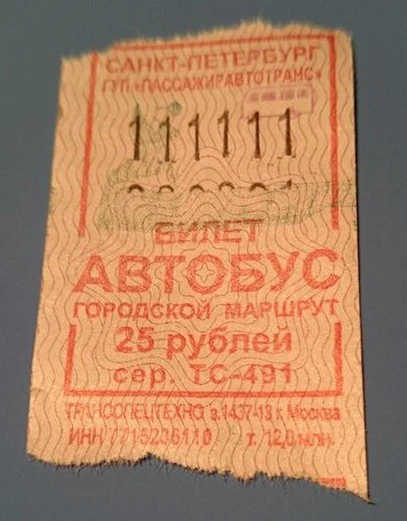 САНКТ-ПЕТЕРБУРГ
ГУП «ПАССАЖИРАВТОТРАНС»
111111
БИЛЕТ
АВТОБУС
ГОРОДСКОЙ МАРШРУТ
25 рублей
сер. ТС-491
ТРАНССПЕЦТЕХНО з.1437-13 г. Москва
ИНН 7715236110 т. 12,8 млн.